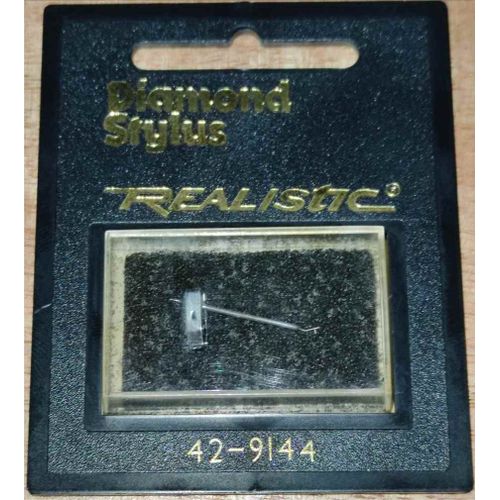 Diamond
Stylus
REALISTIC®
42-9144